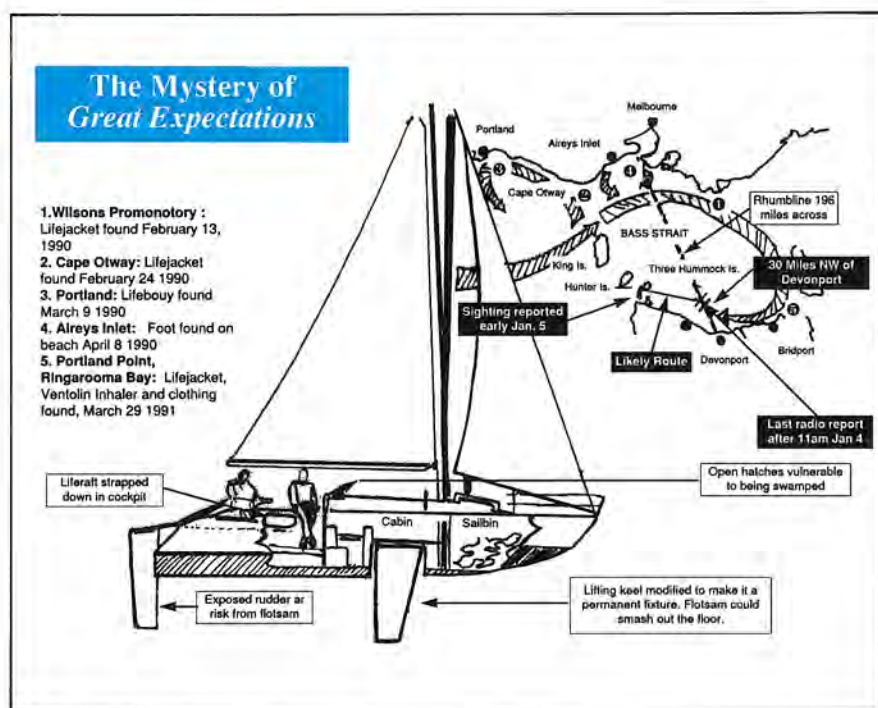 The Mystery of
Great Expectations
1.Wilsons Promonotory :
Lifejacket found February 13,
1990
2. Cape Otway: Lifejacket
found February 24 1990
3. Portland: Lifebouy found
March 9 1990
4. Aireys Inlet: Foot found on
beach April 8 1990
5. Portland Point,
Ringarooma Bay: Lifejacket,
Ventolin Inhaler and clothing
found, March 29 1991
Melbourne
Portland
Aireys Inlet
3
4
Cape Otway
2
1
Rhumbline 196
miles across
BASS STRAIT
King Is.
Three Hummock Is.
30 Miles NW of
Devonport
Hunter Is.
Sighting reported
early Jan. 5
Likely Route
Devonport
Bridport
Last radio report
after 11am Jan 4
Liferaft strapped
down in cockpit
Open hatches vulnerable
to being swamped
Cabin
Sailbin
Exposed rudder ar
risk from flotsam
Lifting keel modified to make it a
permanent fixture. Flotsam could
smash out the floor.